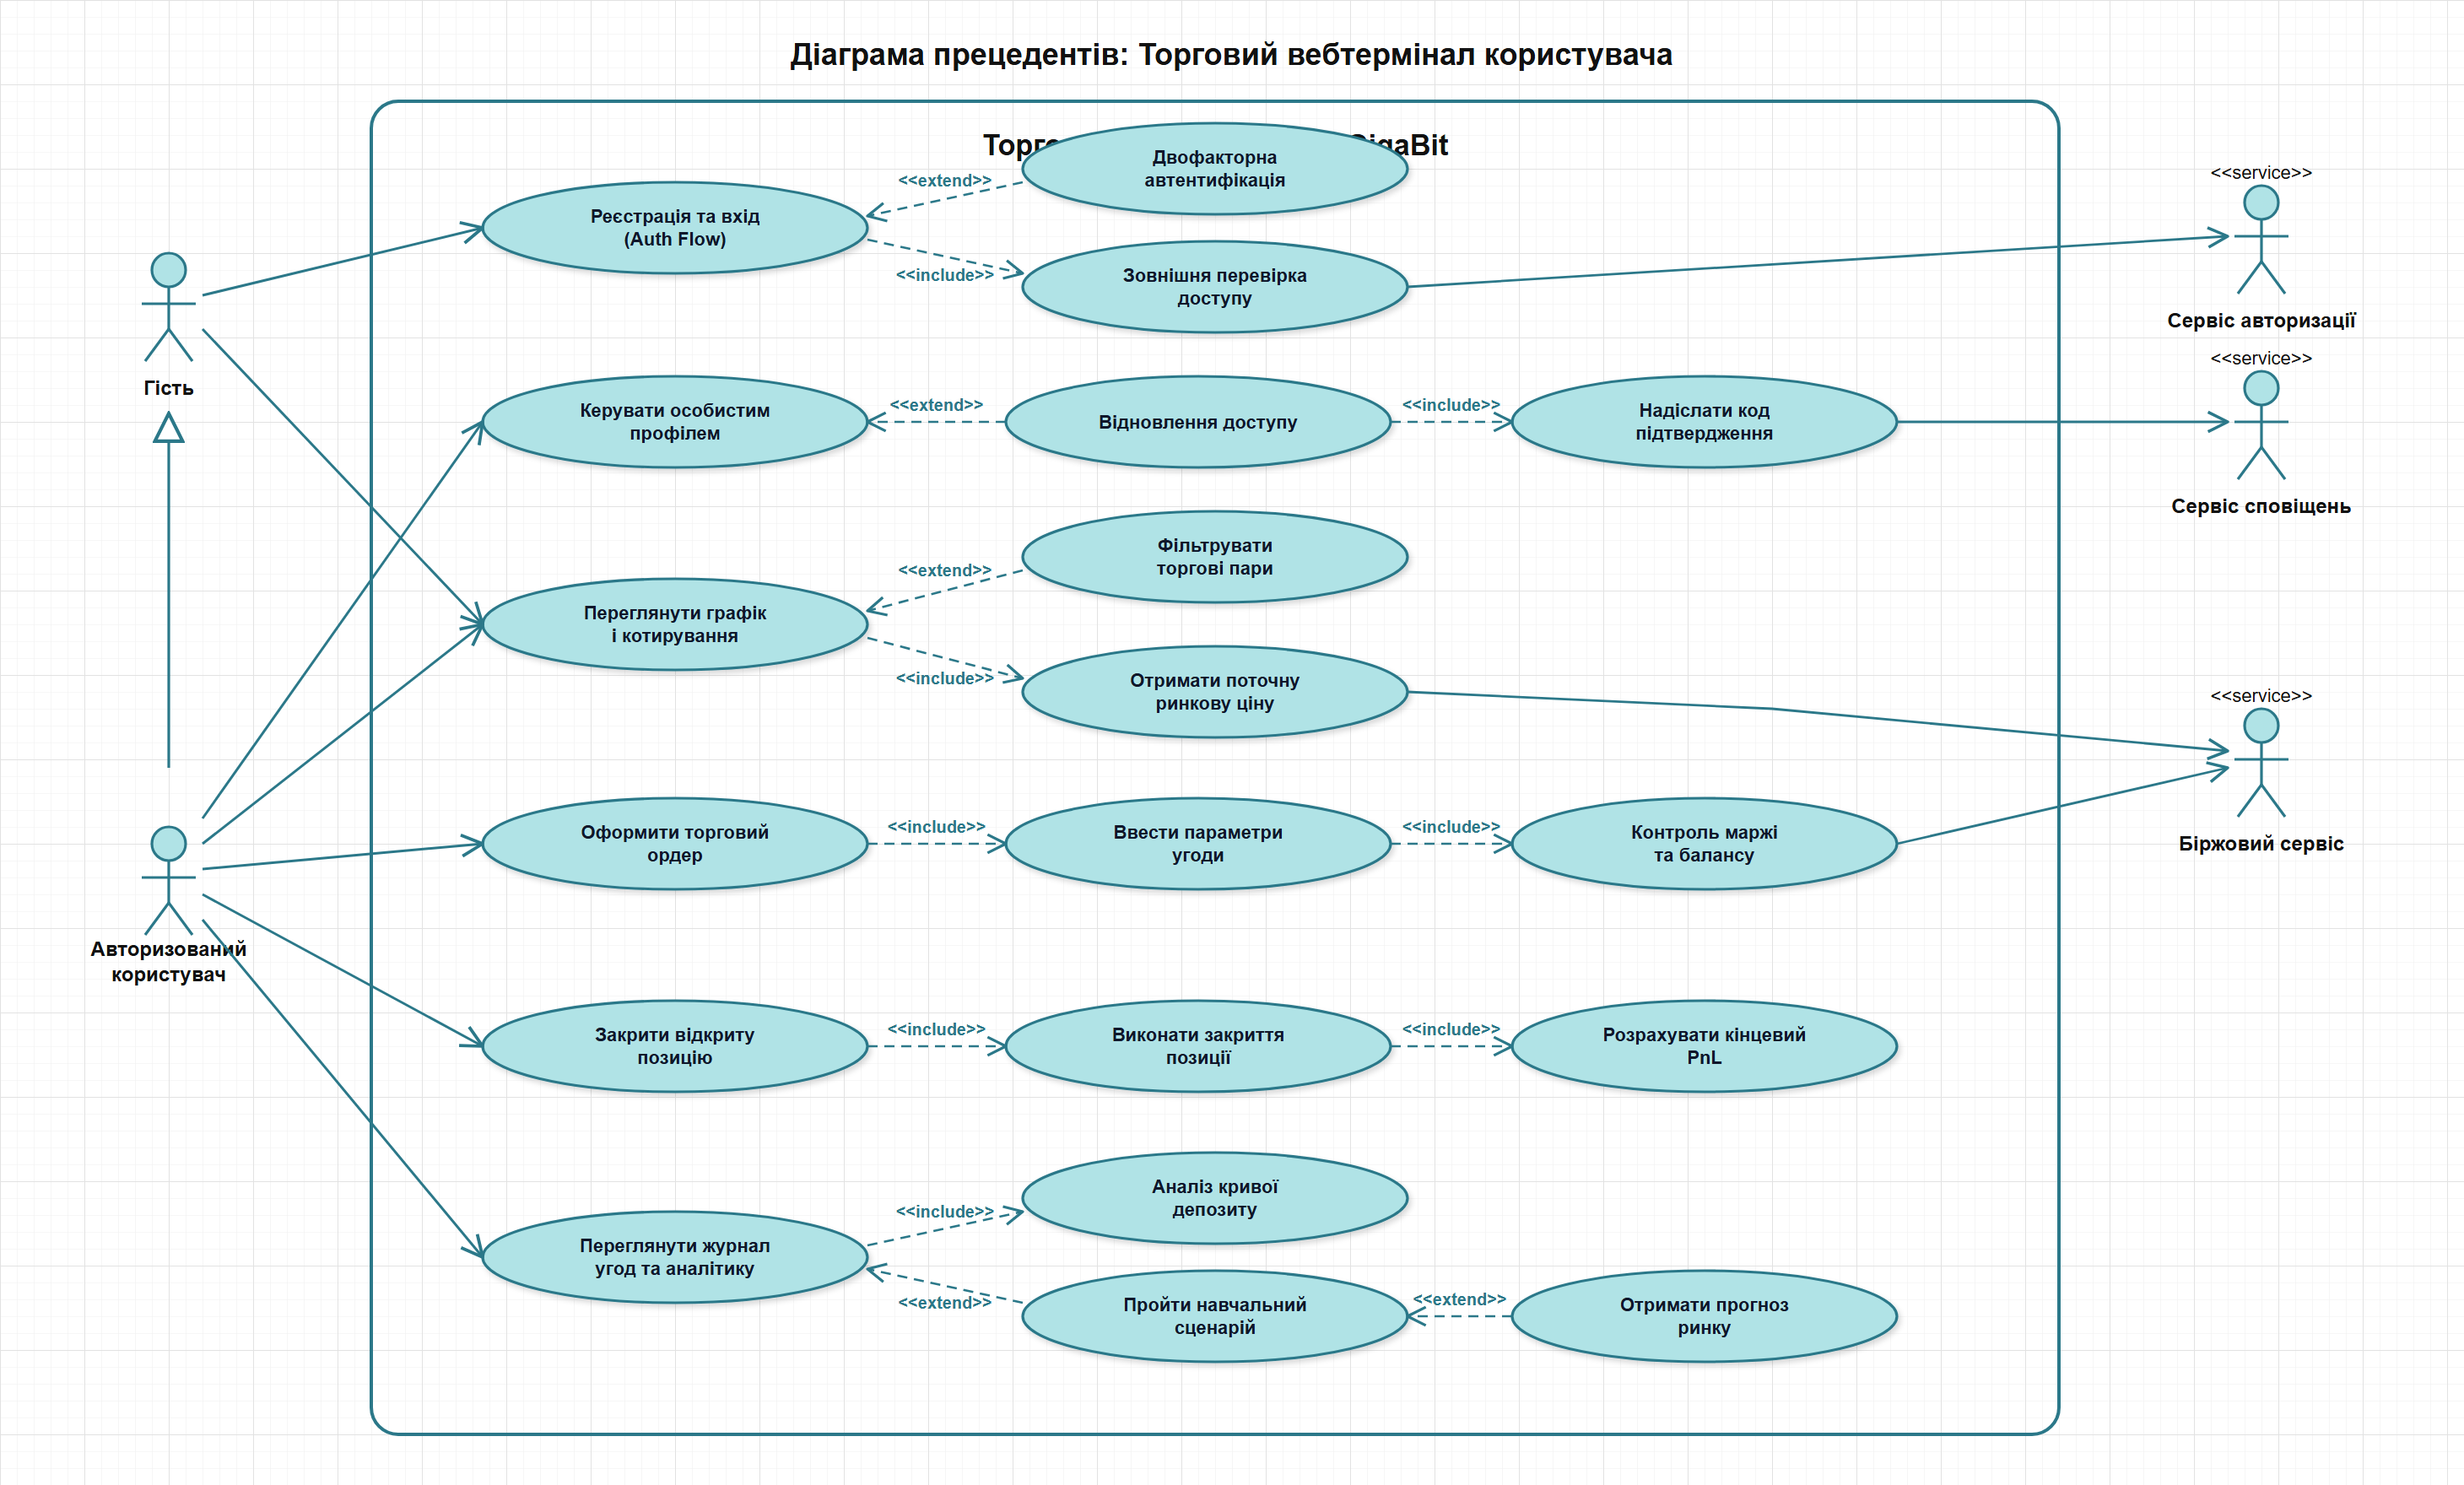 Діаграма прецедентів: Торговий вебтермінал користувача
Двофакторна
автентифікація
<<extend>>
Реєстрація та вхід
(Auth Flow)
<<include>>
Зовнішня перевірка
доступу
<<service>>
Сервіс авторизації
Гість
Керувати особистим
профілем
<<extend>>
Відновлення доступу
<<include>>
Надіслати код
підтвердження
<<service>>
Сервіс сповіщень
Фільтрувати
торгові пари
<<extend>>
Переглянути графік
і котирування
<<include>>
Отримати поточну
ринкову ціну
<<service>>
Біржовий сервіс
Оформити торговий
ордер
<<include>>
Ввести параметри
угоди
<<include>>
Контроль маржі
та балансу
Авторизований
користувач
Закрити відкриту
позицію
<<include>>
Виконати закриття
позиції
<<include>>
Розрахувати кінцевий
PnL
Аналіз кривої
депозиту
<<include>>
Переглянути журнал
угод та аналітику
<<extend>>
Пройти навчальний
сценарій
<<extend>>
Отримати прогноз
ринку